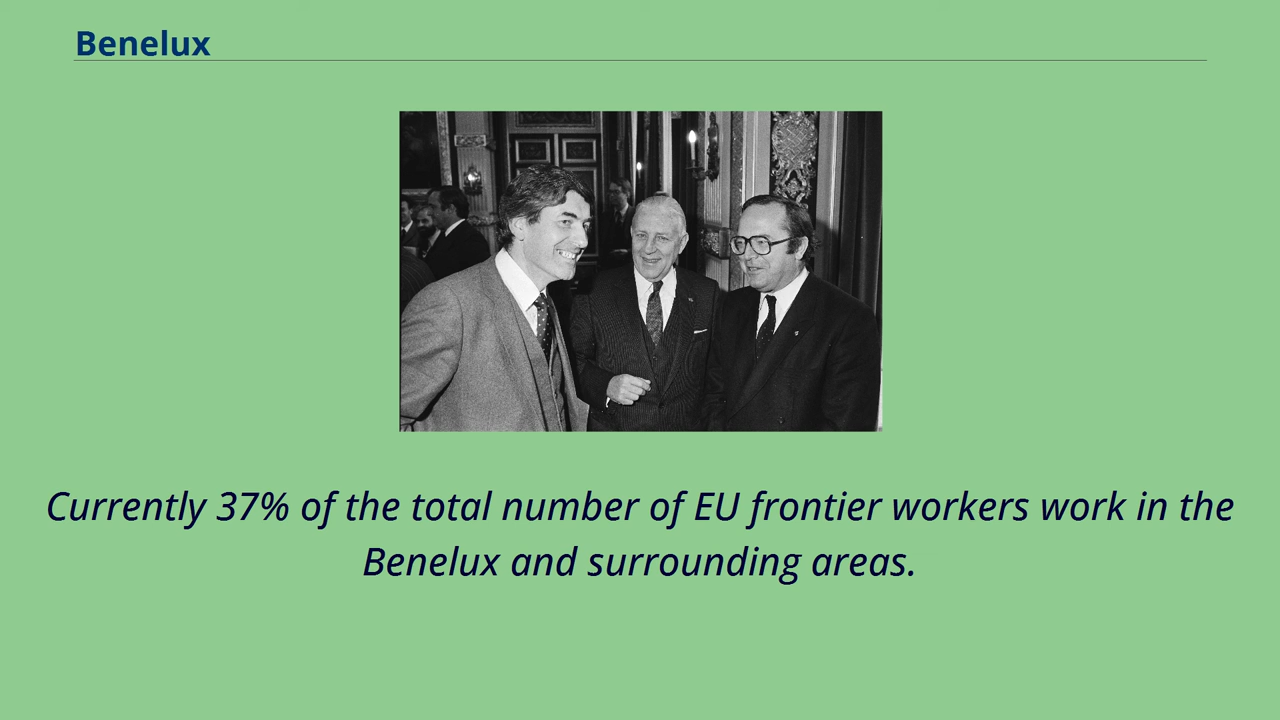 Benelux
Currently 37% of the total number of EU frontier workers work in the
Benelux and surrounding areas.